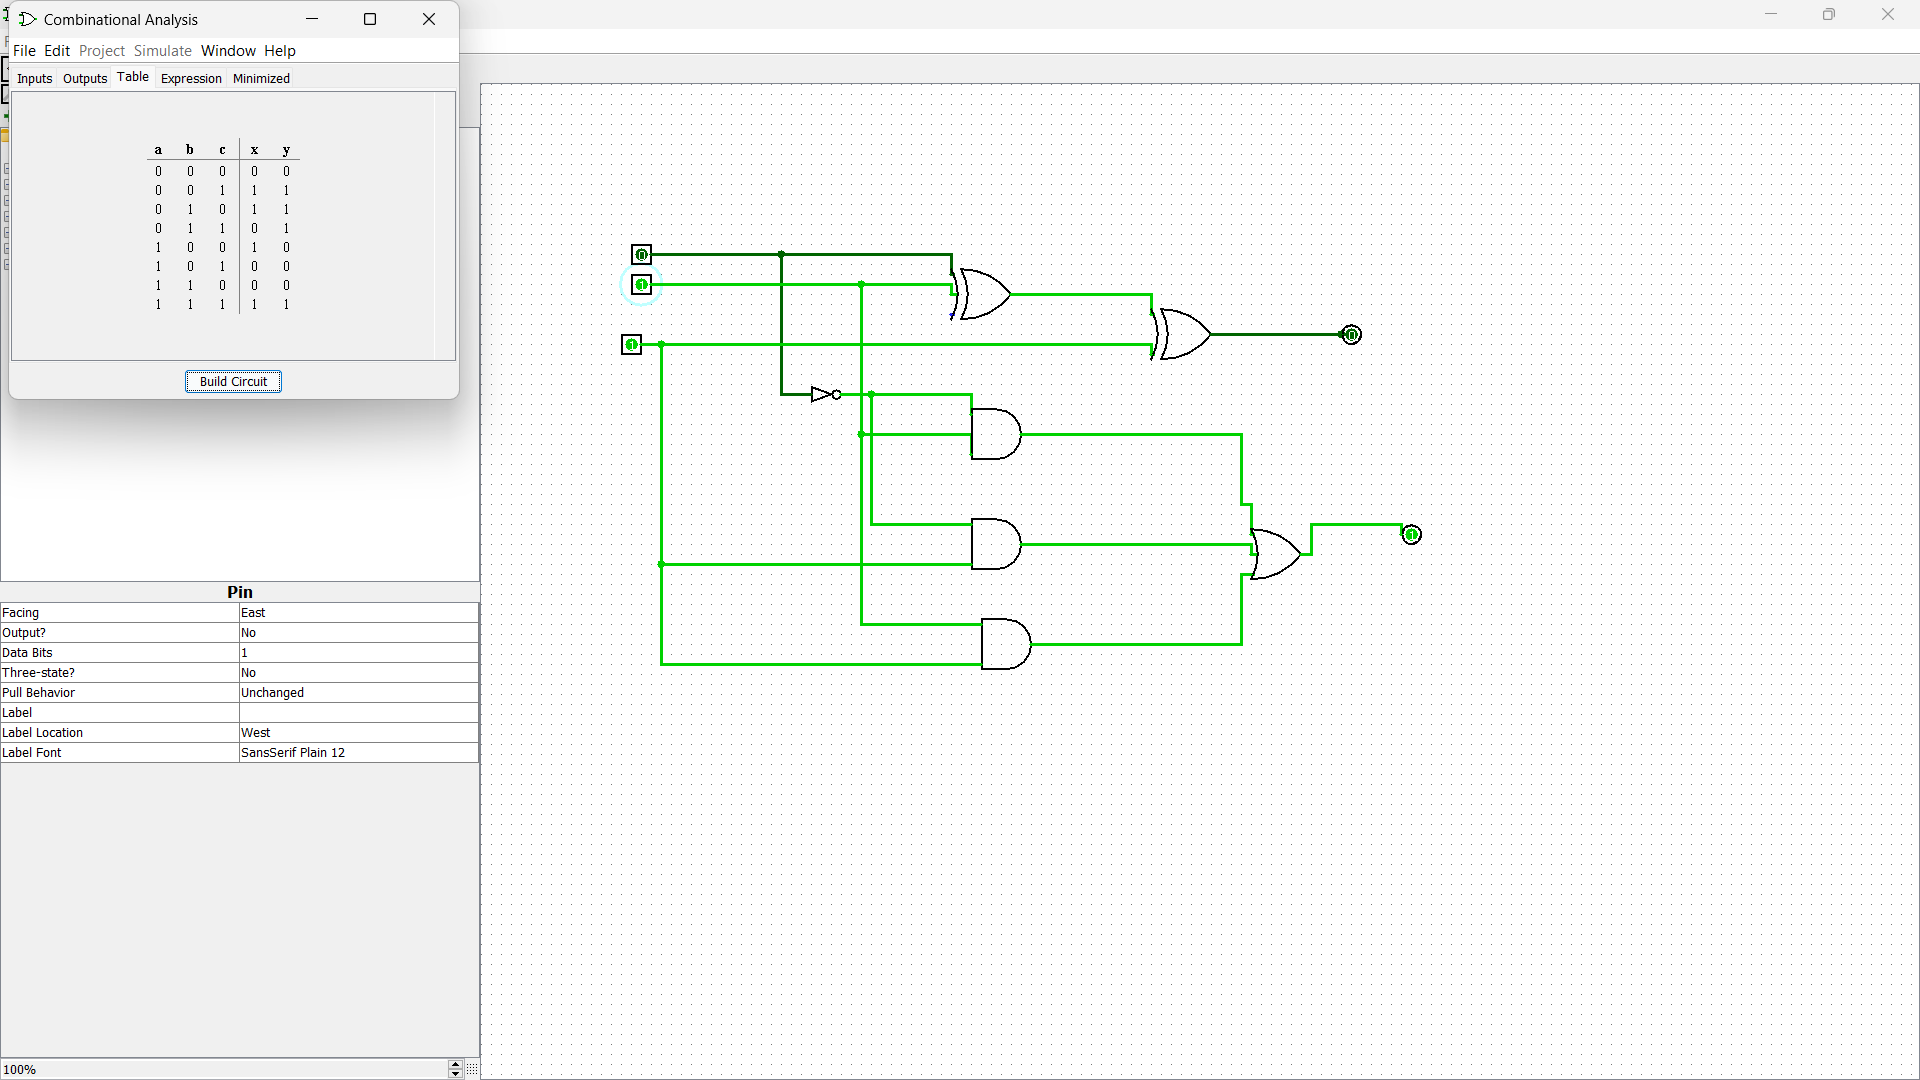 Combinational Analysis
File Edit Project Simulate Window Help
Inputs Outputs Table Expression Minimized
a b c x y
0 0 0 0 0
0 0 1 1 1
0 1 0 1 1
0 1 1 0 1
1 0 0 1 0
1 0 1 0 0
1 1 0 0 0
1 1 1 1 1
Build Circuit
0
1
1
0
1
Pin
Facing East
Output? No
Data Bits 1
Three-state? No
Pull Behavior Unchanged
Label
Label Location West
Label Font SansSerif Plain 12
100%